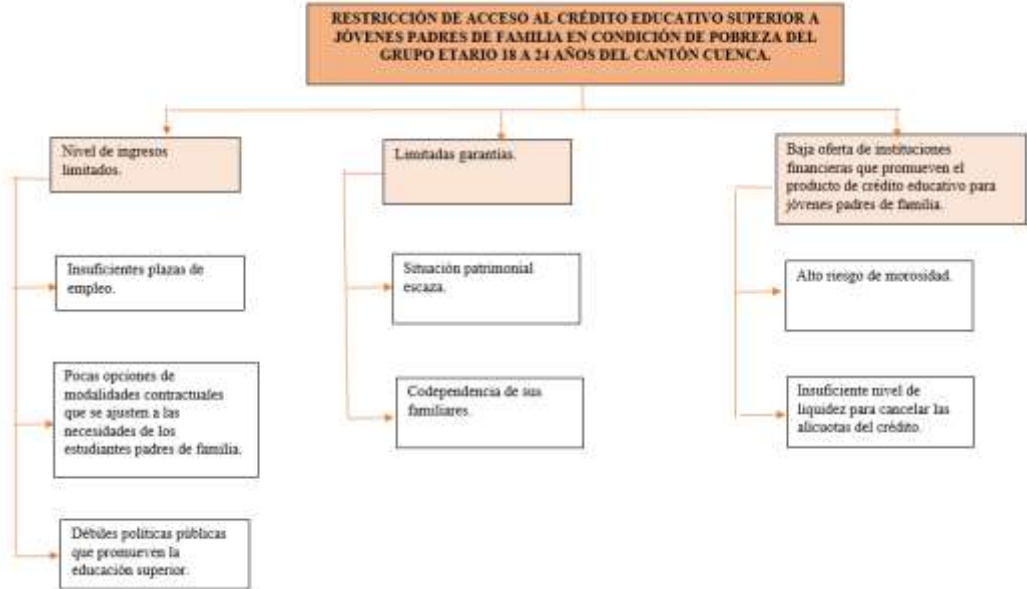 RESTRICCIÓN DE ACCESO AL CRÉDITO EDUCATIVO SUPERIOR A
JÓVENES PADRES DE FAMILIA EN CONDICIÓN DE POBREZA DEL
GRUPO ETARIO 18 A 24 AÑOS DEL CANTÓN CUENCA.
Nivel de ingresos
limitados.
Insuficientes plazas de
empleo.
Pocas opciones de
modalidades contractuales
que se ajusten a las
necesidades de los
estudiantes padres de familia.
Débiles políticas públicas
que promueven la
educación superior.
Limitadas garantías.
Situación patrimonial
escaza.
Codependencia de sus
familiares.
Baja oferta de instituciones
financieras que promueven el
producto de crédito educativo para
jóvenes padres de familia.
Alto riesgo de morosidad.
Insuficiente nivel de
liquidez para cancelar las
alícuotas del crédito.